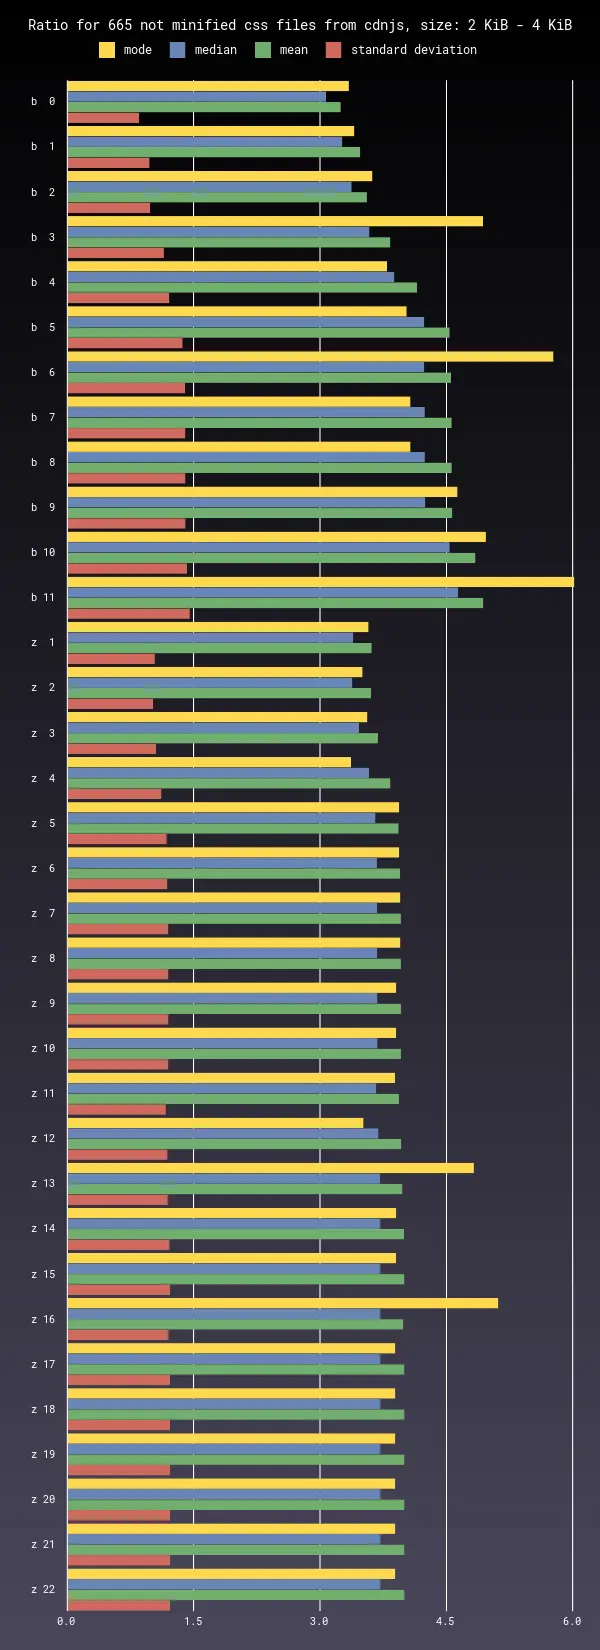 Ratio for 665 not minified css files from cdnjs, size: 2 KiB - 4 KiB
mode median mean standard deviation
b 0
b 1
b 2
b 3
b 4
b 5
b 6
b 7
b 8
b 9
b 10
b 11
z 1
z 2
z 3
z 4
z 5
z 6
z 7
z 8
z 9
z 10
z 11
z 12
z 13
z 14
z 15
z 16
z 17
z 18
z 19
z 20
z 21
z 22
0.0 1.5 3.0 4.5 6.0